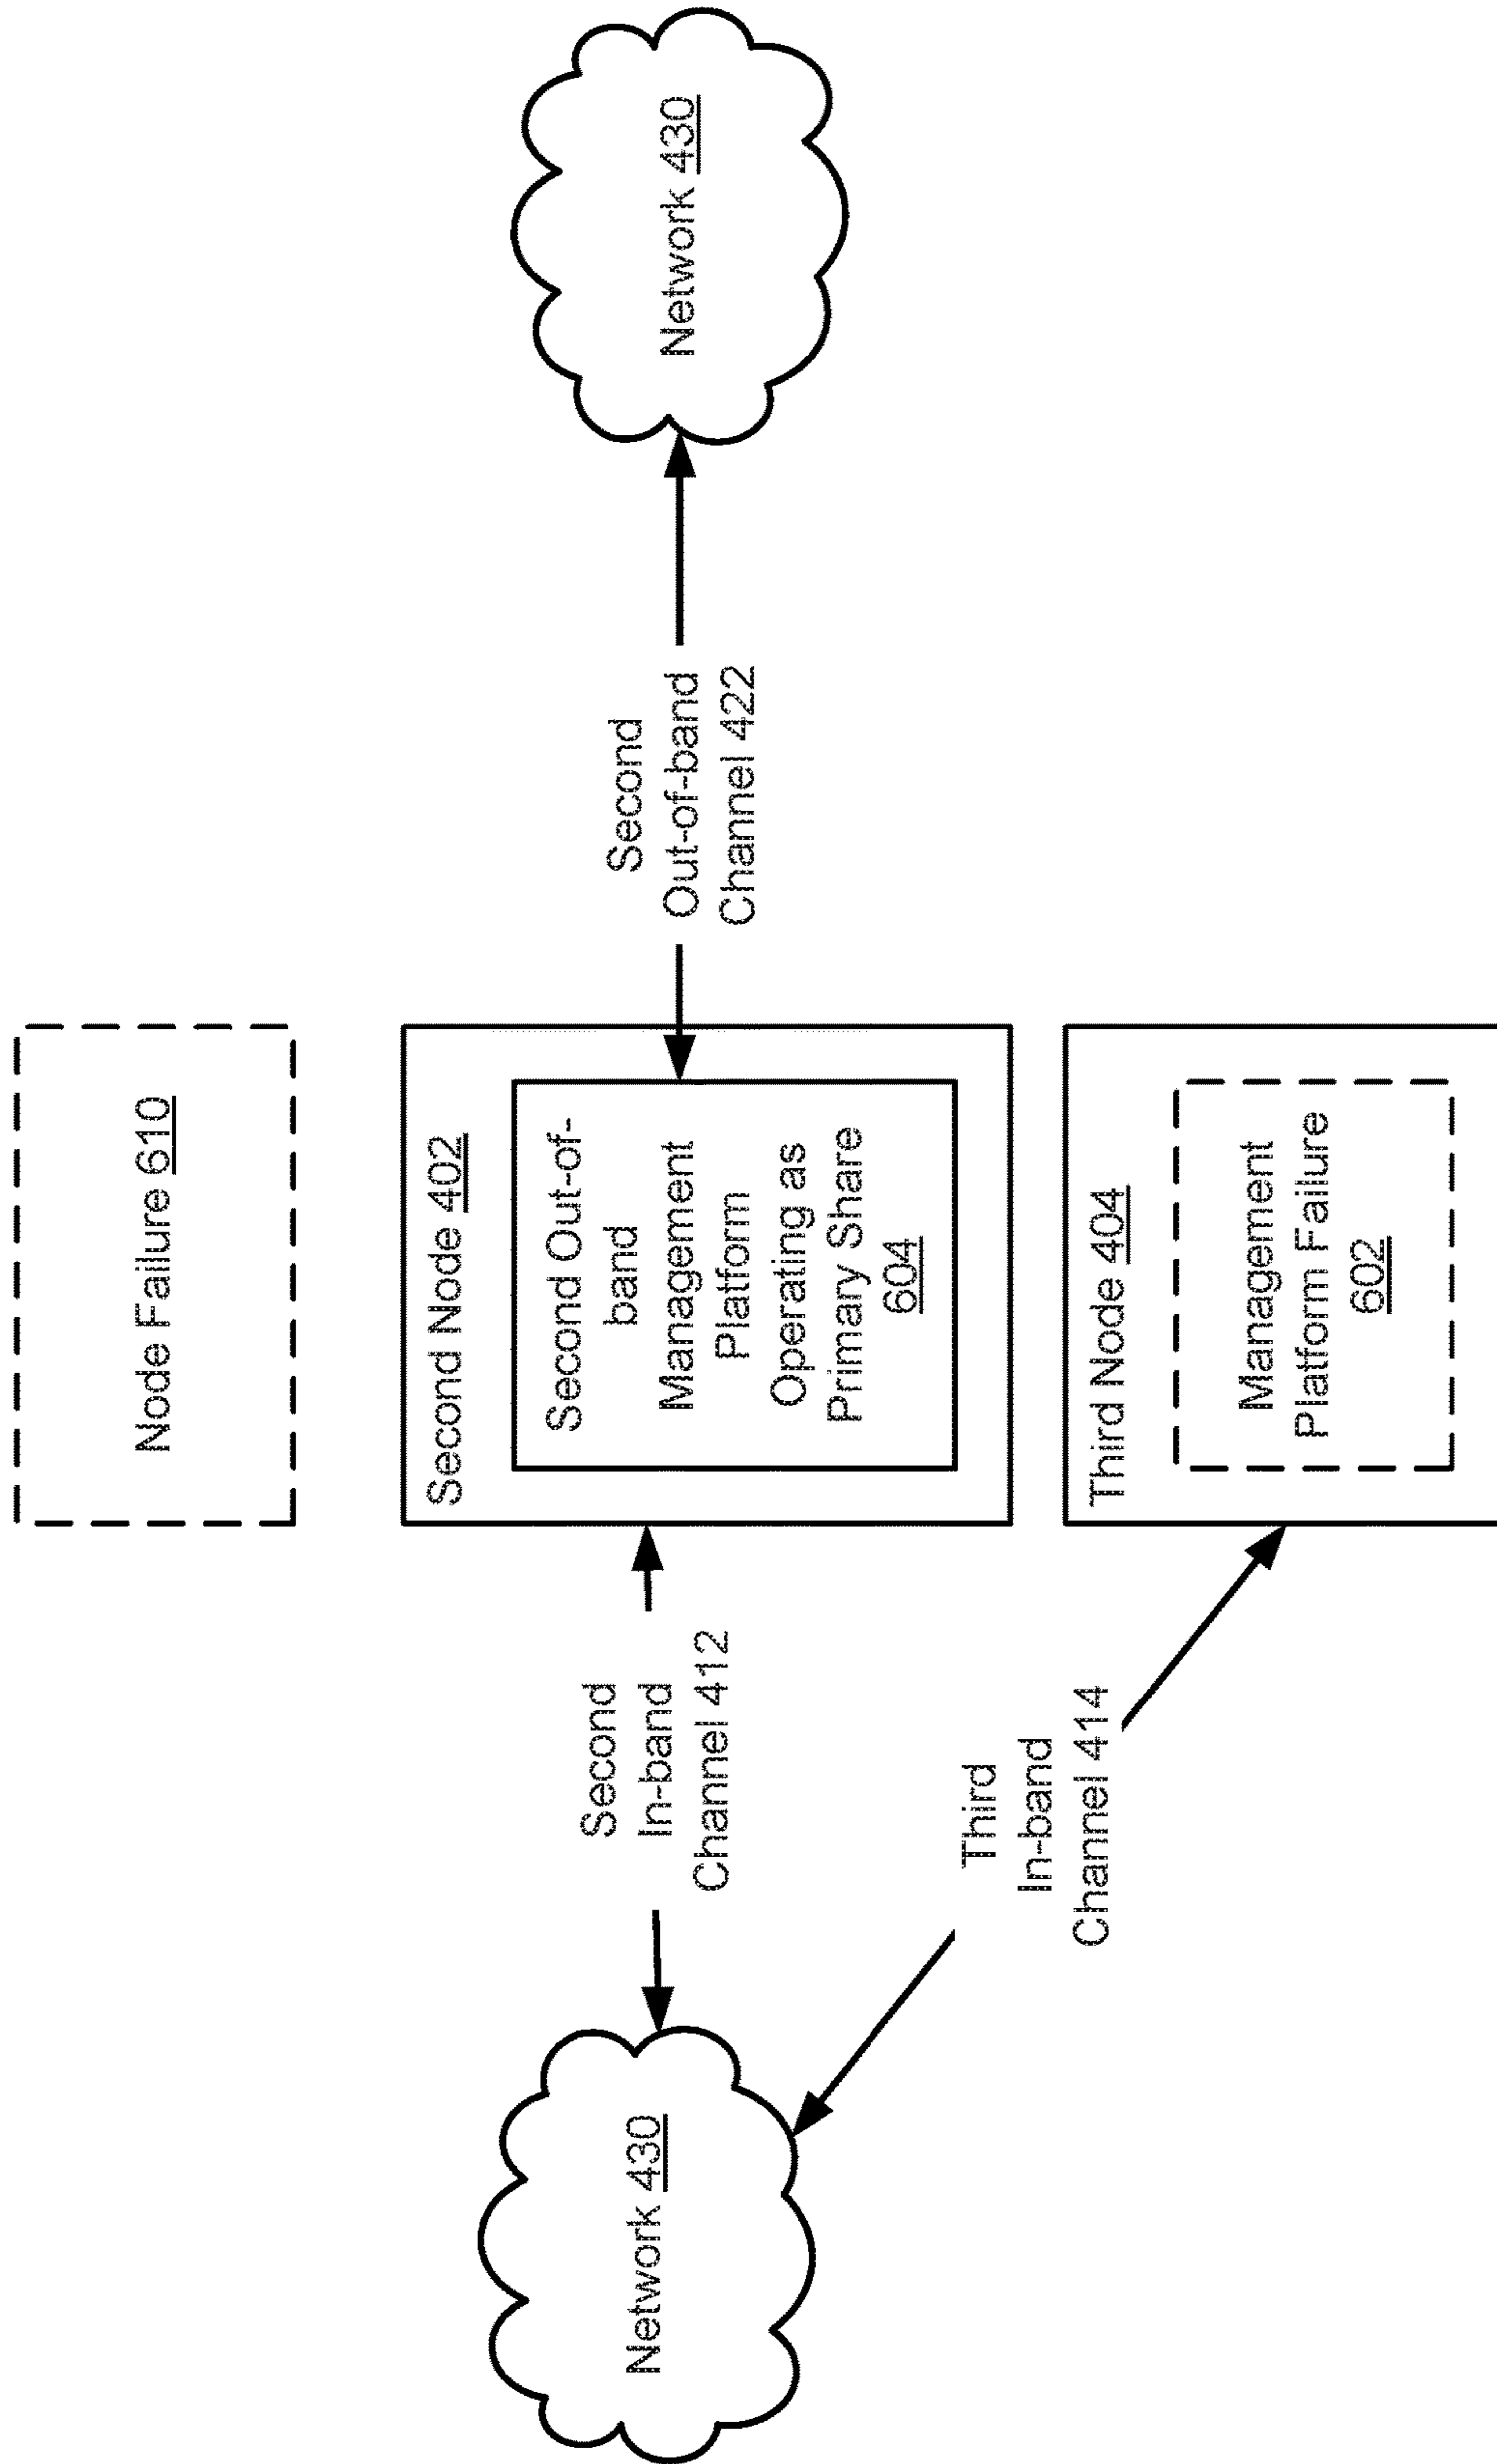 Node Failure 610
Second Node 402
Second Out-of-
band
Management
Platform
Operating as
Primary Share
604
Third Node 404
Management
Platform Failure
602
Network 430
Second
In-band
Channel 412
Third
In-band
Channel 414
Second
Out-of-band
Channel 422
Network 430